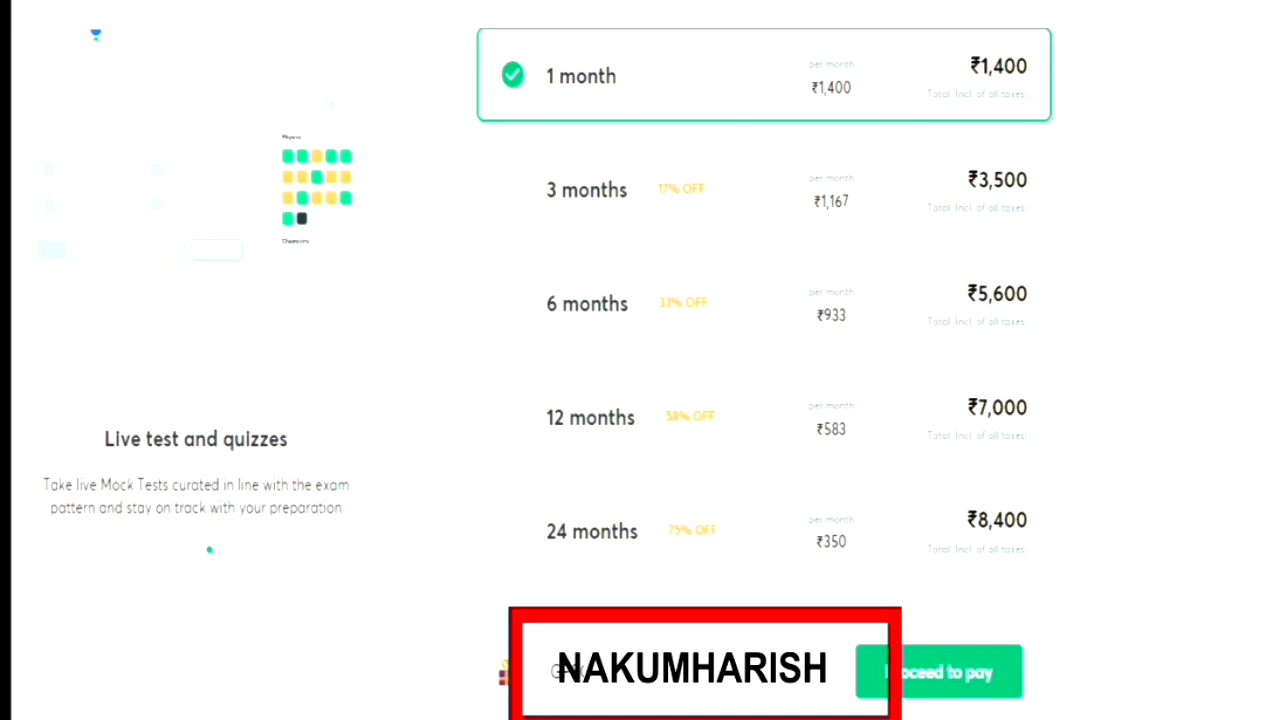 Physics
Chemistry
Live test and quizzes
Take live Mock Tests curated in line with the exam
pattern and stay on track with your preparation
1 month
per month
₹1,400
₹1,400
Total (Incl. of all taxes)
3 months
17% OFF
per month
₹1,167
₹3,500
Total (Incl. of all taxes)
6 months
33% OFF
per month
₹933
₹5,600
Total (Incl. of all taxes)
12 months
58% OFF
per month
₹583
₹7,000
Total (Incl. of all taxes)
24 months
75% OFF
per month
₹350
₹8,400
Total (Incl. of all taxes)
NAKUMHARISH
to pay